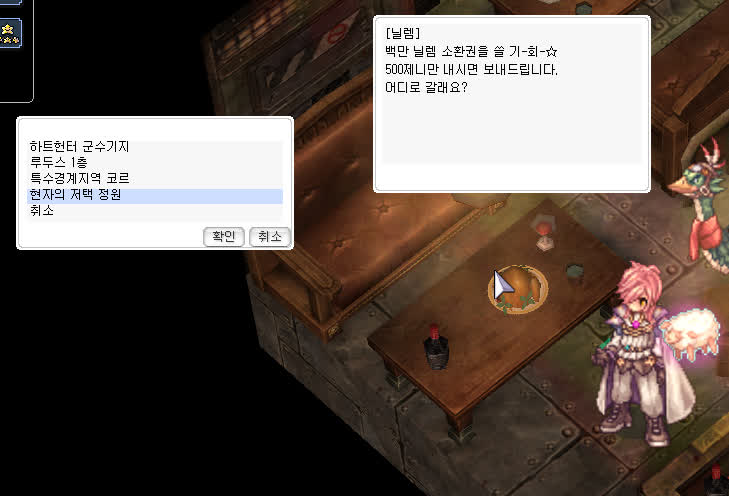 [닐렘]
백만 닐렘 소환권을 쓸 기-회-☆
500제니만 내시면 보내드립니다.
어디로 갈래요?
하트헌터 군수기지
루두스 1층
특수경계지역 코르
현자의 저택 정원
취소
확인 취소